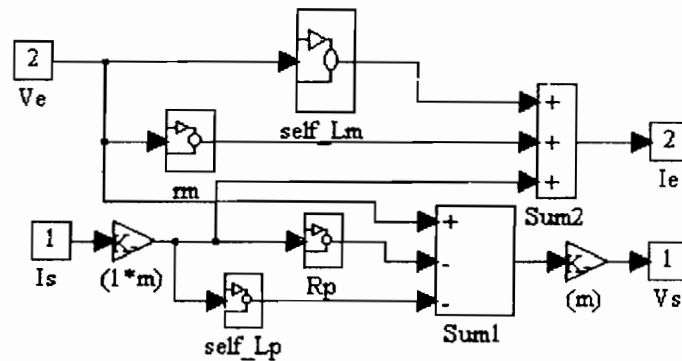 2
Ve
self_Lm
+
+
+
2
Ie
rm
Sum2
1
Is
K-
(1*m)
Rp
+
-
-
Sum1
K-
(m)
1
Vs
self_Lp